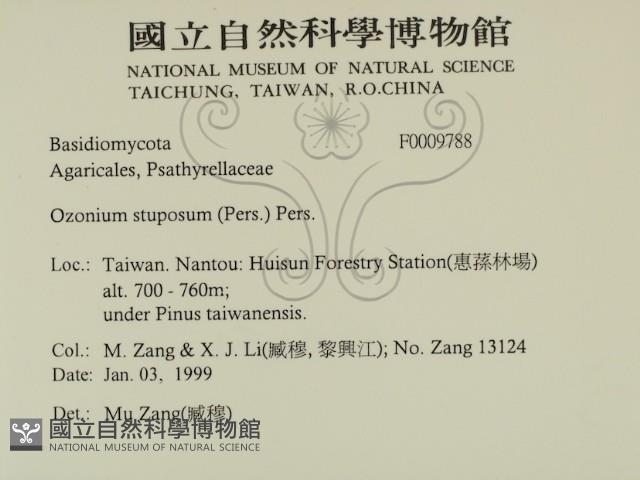 國立自然科學博物館
NATIONAL MUSEUM OF NATURAL SCIENCE
TAICHUNG, TAIWAN, R.O.CHINA
Basidiomycota F0009788
Agaricales, Psathyrellaceae
Ozonium stuposum (Pers.) Pers.
Loc.: Taiwan. Nantou: Huisun Forestry Station(惠蓀林場)
alt. 700 - 760m;
under Pinus taiwanensis.
Col.: M. Zang & X. J. Li(臧穆, 黎興江); No. Zang 13124
Date: Jan. 03, 1999
Det.: Mu Zang(臧穆)
國立自然科學博物館
NATIONAL MUSEUM OF NATURAL SCIENCE